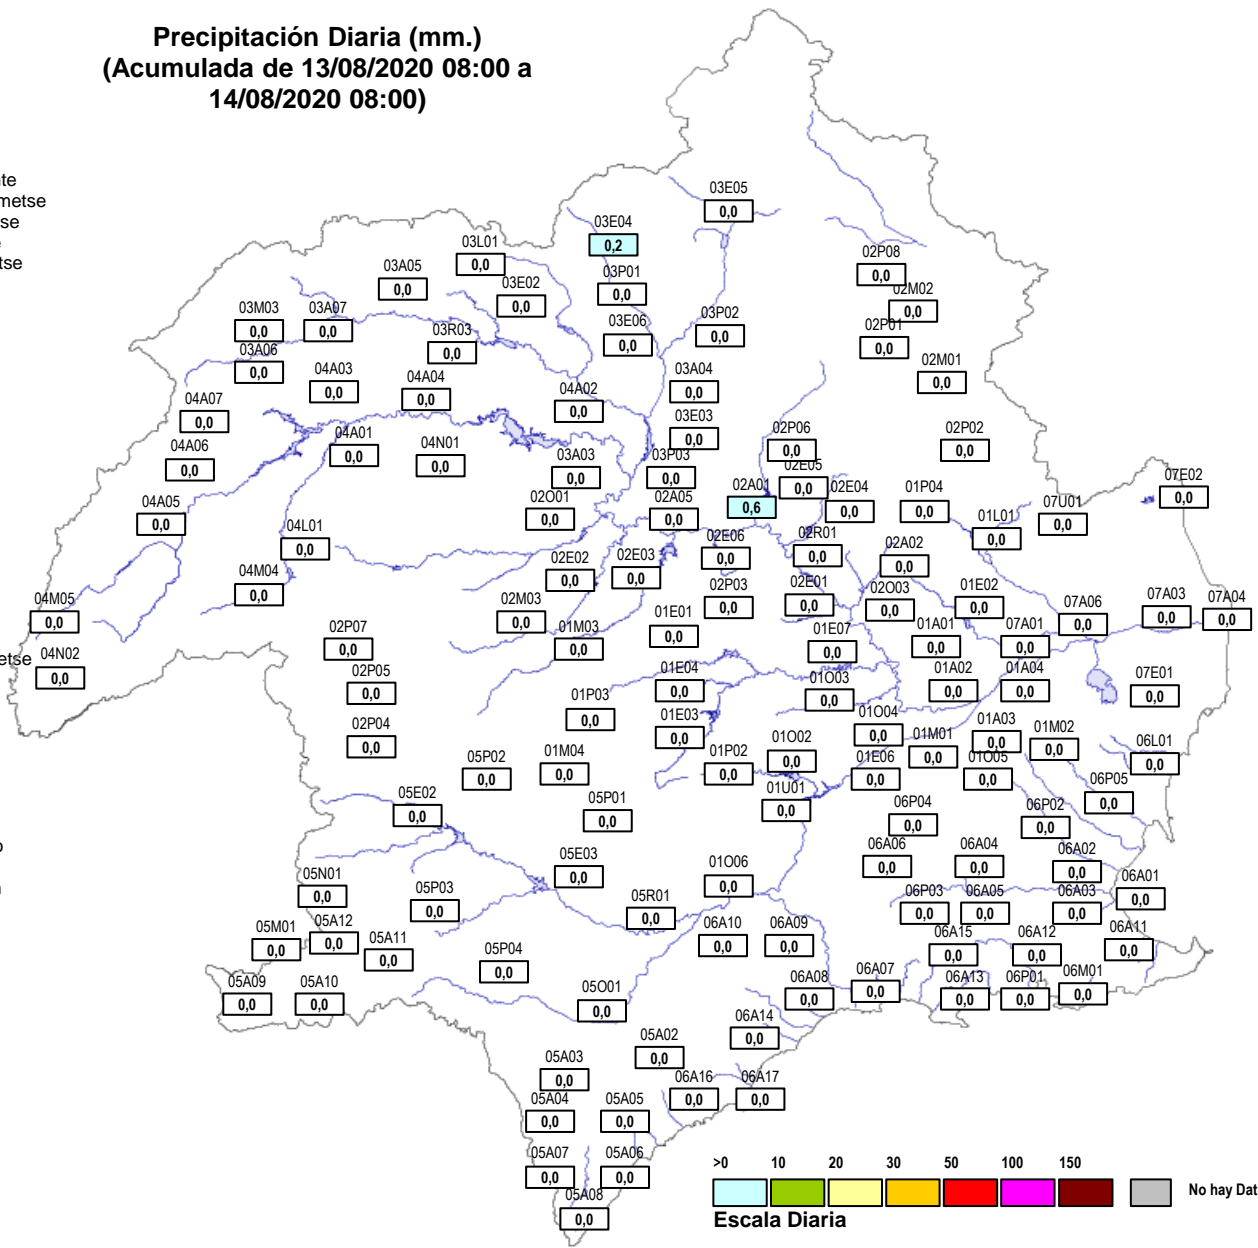 Precipitación Diaria (mm.)
(Acumulada de 13/08/2020 08:00 a
14/08/2020 08:00)
te
metse
se
tse
etse
03E05
0,0
03E04
0,2
03L01
0,0
02P08
0,0
03A05
0,0
03P01
0,0
03E02
0,0
02M02
0,0
03M03
0,0
03A07
0,0
03P02
0,0
03E06
0,0
03R03
0,0
02P01
0,0
03A06
0,0
02M01
0,0
04A03
0,0
04A04
0,0
03A04
0,0
04A02
0,0
04A07
0,0
03E03
0,0
02P06
0,0
02P02
0,0
04A01
0,0
04N01
0,0
04A06
0,0
03A03
0,0
03P03
0,0
02E05
0,0
02A01
0,6
02E04
0,0
01P04
0,0
07E02
0,0
04A05
0,0
02O01
0,0
02A05
0,0
07U01
0,0
01L01
0,0
04L01
0,0
02R01
0,0
02E06
0,0
02A02
0,0
02E02
0,0
02E03
0,0
04M04
0,0
02P03
0,0
02E01
0,0
02O03
0,0
01E02
0,0
07A03
0,0
07A04
0,0
04M05
0,0
02M03
0,0
07A06
0,0
01E01
0,0
01M03
0,0
02P07
0,0
01E07
0,0
01A01
0,0
07A01
0,0
04N02
0,0
02P05
0,0
01E04
0,0
01O03
0,0
01A02
0,0
01A04
0,0
07E01
0,0
01P03
0,0
01E03
0,0
01O04
0,0
01A03
0,0
01M02
0,0
02P04
0,0
01M01
0,0
01O02
0,0
06L01
0,0
05P02
0,0
01M04
0,0
01P02
0,0
01E06
0,0
01O05
0,0
06P05
0,0
05E02
0,0
05P01
0,0
01U01
0,0
06P04
0,0
06P02
0,0
o
05E03
0,0
01O06
0,0
06A06
0,0
06A04
0,0
06A02
0,0
05N01
0,0
05P03
0,0
05R01
0,0
06P03
0,0
06A05
0,0
06A03
0,0
06A01
0,0
05M01
0,0
05A12
0,0
05A11
0,0
06A10
0,0
06A09
0,0
06A15
0,0
06A12
0,0
06A11
0,0
05P04
0,0
05A09
0,0
05A10
0,0
05O01
0,0
06A08
0,0
06A07
0,0
06A13
0,0
06P01
0,0
06M01
0,0
06A14
0,0
05A02
0,0
05A03
0,0
06A16
0,0
06A17
0,0
05A04
0,0
05A05
0,0
05A07
0,0
05A06
0,0
05A08
0,0
>0 10 20 30 50 100 150
No hay Dat
Escala Diaria